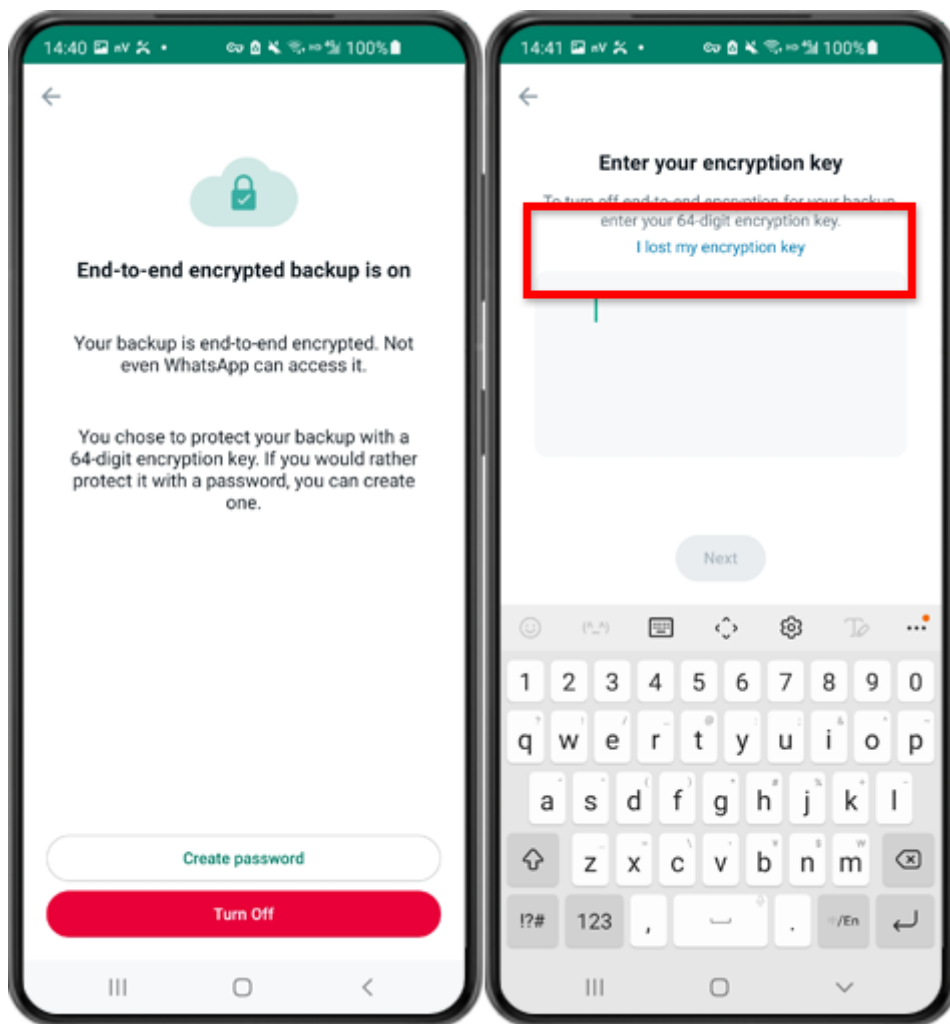 14:40
100%
End-to-end encrypted backup is on
Your backup is end-to-end encrypted. Not
even WhatsApp can access it.
You chose to protect your backup with a
64-digit encryption key. If you would rather
protect it with a password, you can create
one.
Create password
Turn Off
14:41
100%
Enter your encryption key
To turn off end-to-end encryption for your backup
enter your 64-digit encryption key.
I lost my encryption key
Next
1 2 3 4 5 6 7 8 9 0
q w e r t y u i o p
a s d f g h j k l
z x c v b n m
!?# 123 , . /En